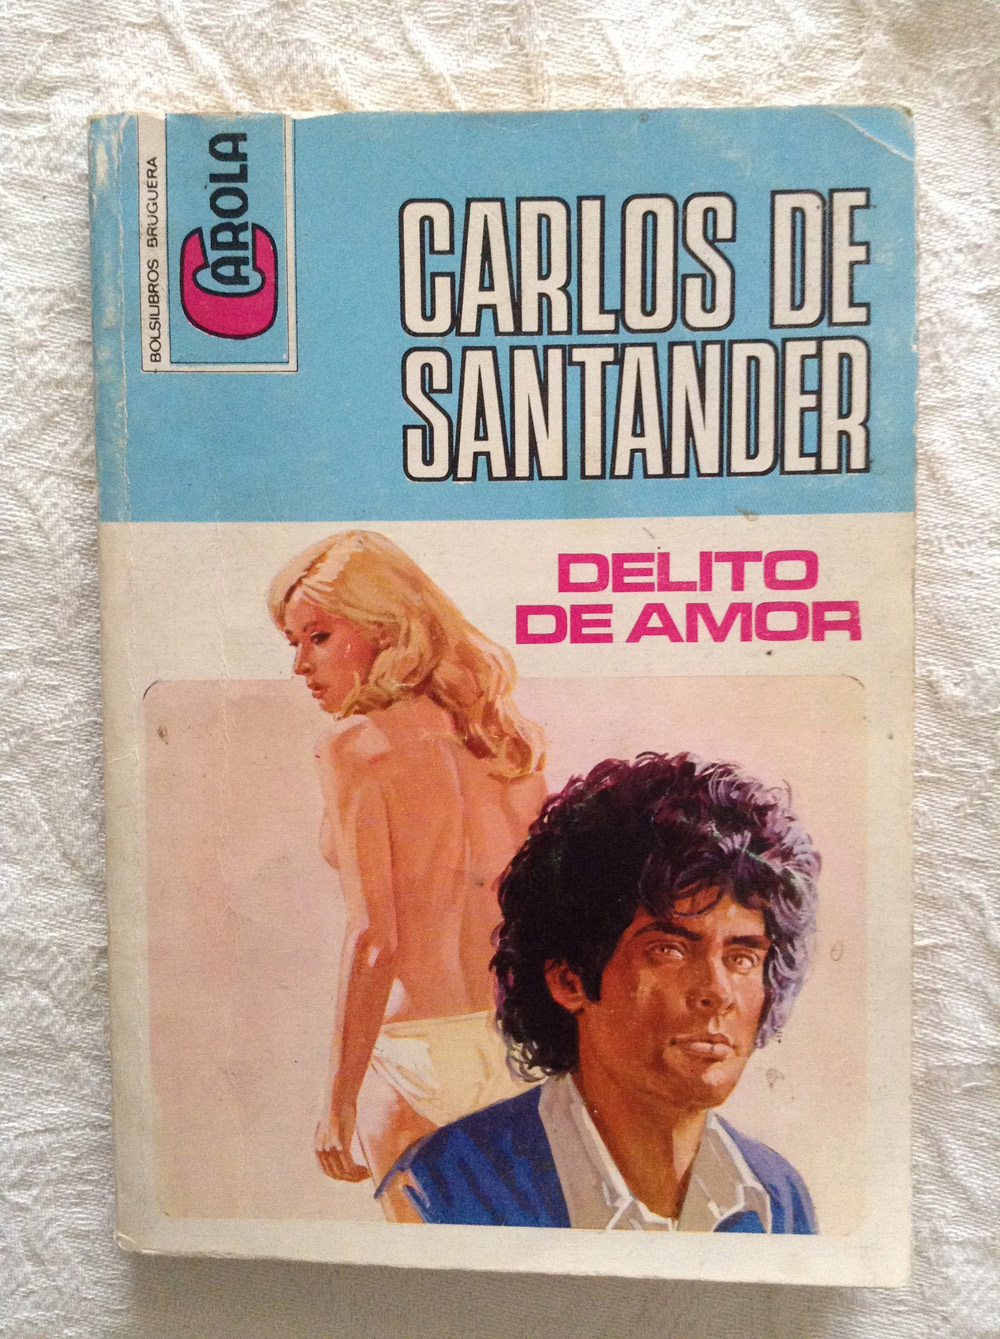 BOLSILIBROS BRUGUERA
CAROLA
CARLOS DE
SANTANDER
DELITO
DE AMOR